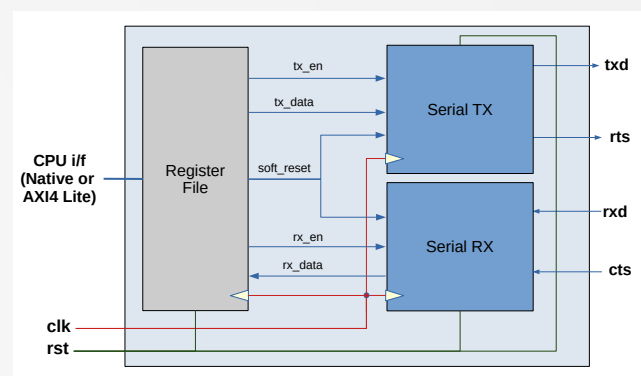 tx_en
txd
tx_data
Serial TX
rts
CPU i/f
(Native or
AXI4 Lite)
Register
File
soft_reset
rxd
rx_en
Serial RX
rx_data
cts
clk
rst